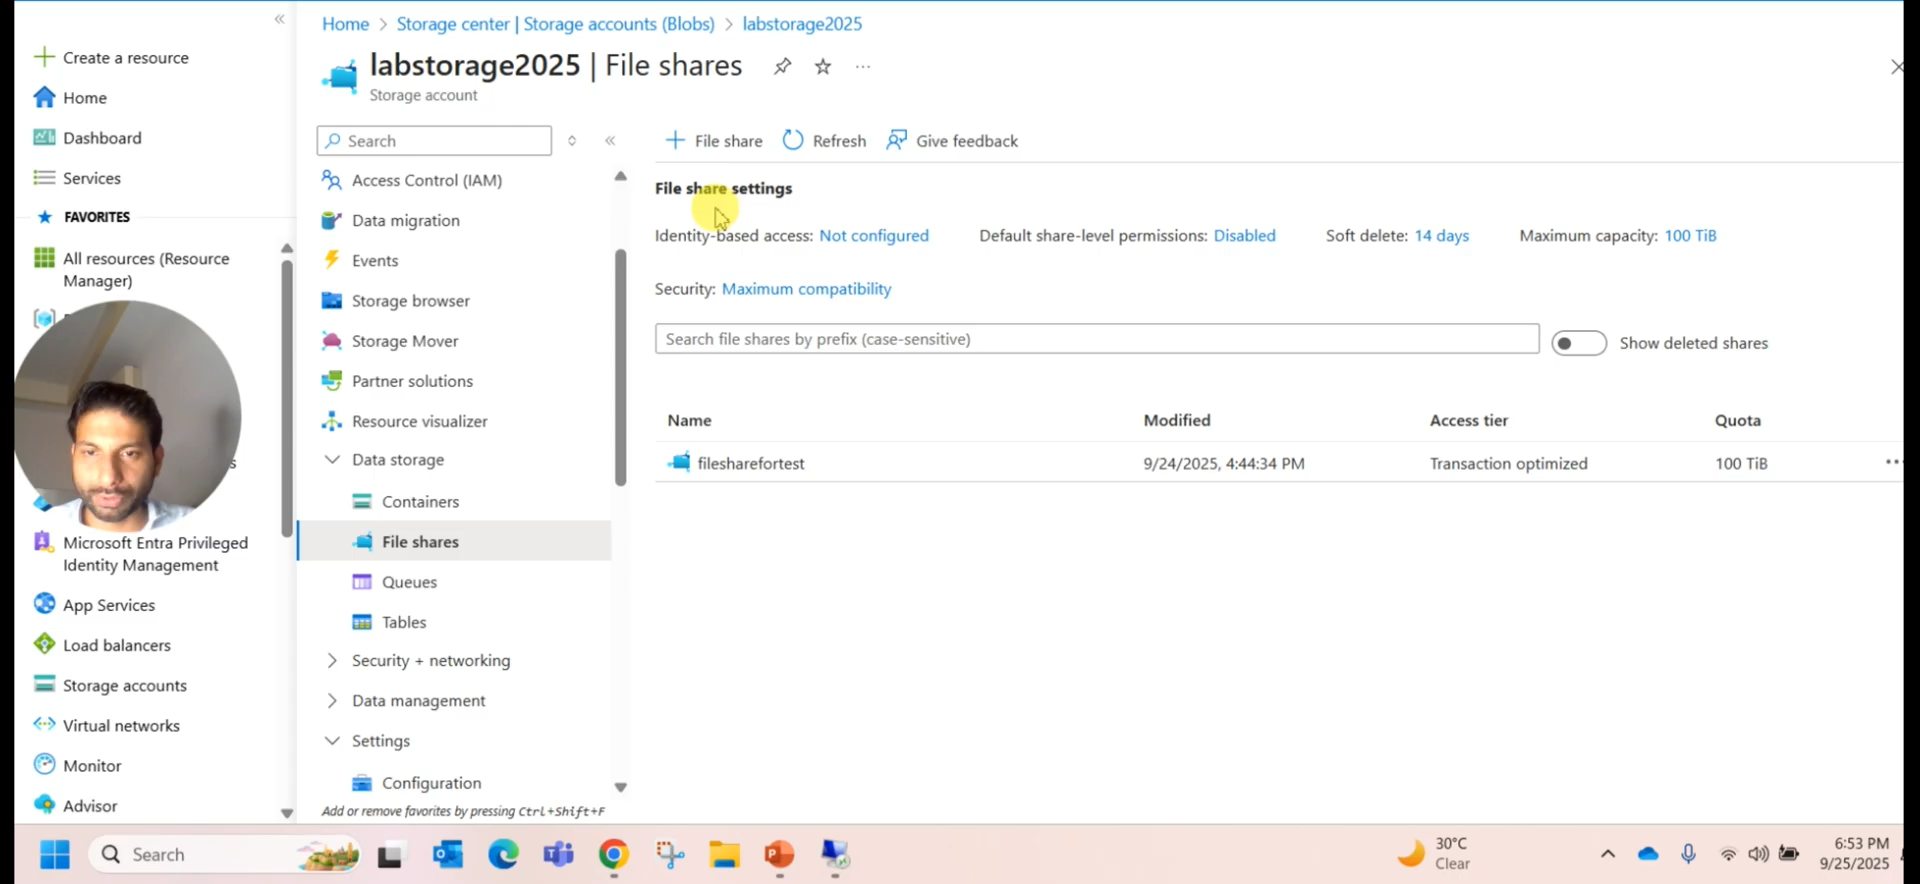 Home > Storage center | Storage accounts (Blobs) > labstorage2025
labstorage2025 | File shares
Storage account
Create a resource
Home
Dashboard
Services
FAVORITES
All resources (Resource
Manager)
Microsoft Entra Privileged
Identity Management
App Services
Load balancers
Storage accounts
Virtual networks
Monitor
Advisor
Search
Access Control (IAM)
Data migration
Events
Storage browser
Storage Mover
Partner solutions
Resource visualizer
Data storage
Containers
File shares
Queues
Tables
Security + networking
Data management
Settings
Configuration
Add or remove favorites by pressing Ctrl+Shift+F
File share Refresh Give feedback
File share settings
Identity-based access: Not configured Default share-level permissions: Disabled Soft delete: 14 days Maximum capacity: 100 TiB
Security: Maximum compatibility
Search file shares by prefix (case-sensitive)
Show deleted shares
Name Modified Access tier Quota
filesharefortest 9/24/2025, 4:44:34 PM Transaction optimized 100 TiB
Search
30°C
Clear
6:53 PM
9/25/2025